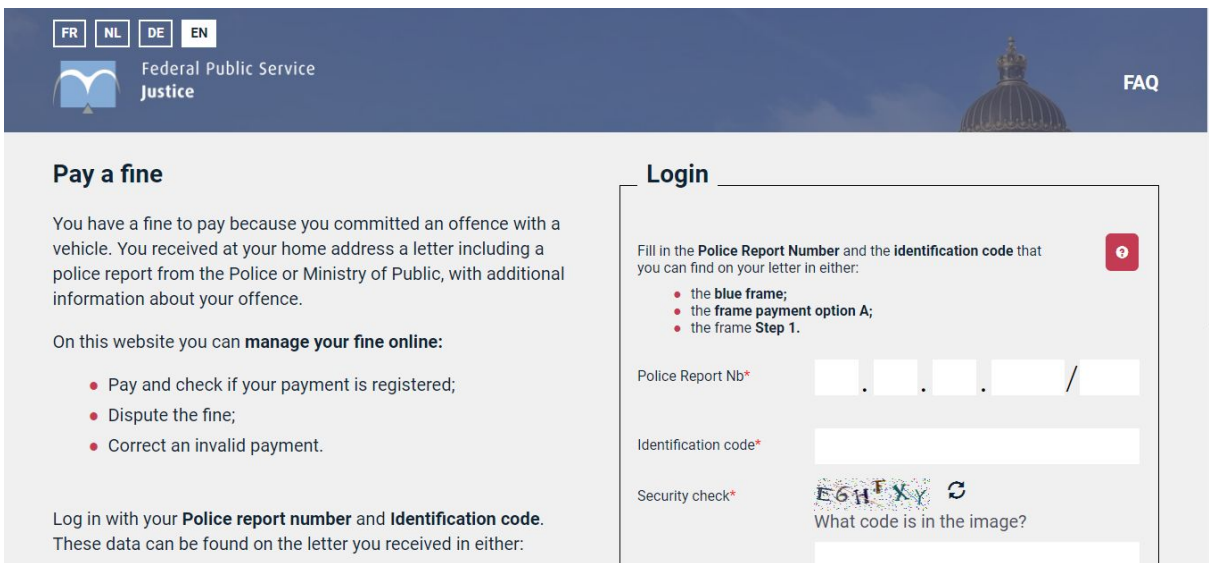 FR NL DE EN
Federal Public Service
Justice
FAQ
Pay a fine
You have a fine to pay because you committed an offence with a
vehicle. You received at your home address a letter including a
police report from the Police or Ministry of Public, with additional
information about your offence.
On this website you can manage your fine online:
Pay and check if your payment is registered;
Dispute the fine;
Correct an invalid payment.
Log in with your Police report number and Identification code.
These data can be found on the letter you received in either:
Login
Fill in the Police Report Number and the identification code that
you can find on your letter in either:
the blue frame;
the frame payment option A;
the frame Step 1.
?
Police Report Nb* . . . /
Identification code*
Security check*
What code is in the image?